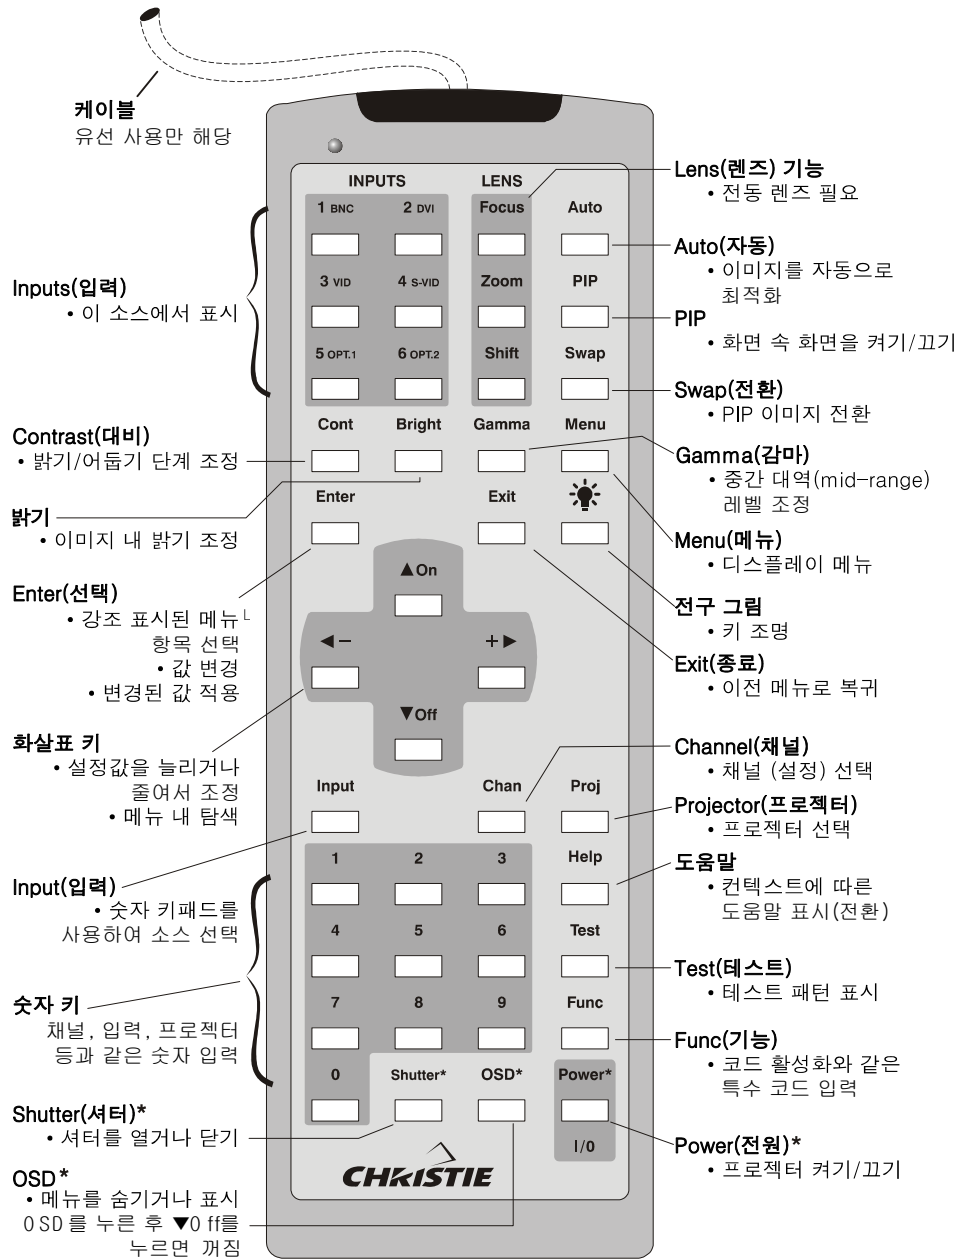 케이블
유선 사용만 해당
Inputs(입력)
• 이 소스에서 표시
Contrast(대비)
• 밝기/어둡기 단계 조정
밝기
• 이미지 내 밝기 조정
Enter(선택)
• 강조 표시된 메뉴└
항목 선택
• 값 변경
• 변경된 값 적용
화살표 키
• 설정값을 늘리거나
줄여서 조정
• 메뉴 내 탐색
Input(입력)
• 숫자 키패드를
사용하여 소스 선택
숫자 키
채널, 입력, 프로젝터
등과 같은 숫자 입력
Shutter(셔터)*
• 셔터를 열거나 닫기
OSD*
• 메뉴를 숨기거나 표시
OSD를 누른 후 ▼Off를
누르면 꺼짐
INPUTS LENS
1 BNC 2 DVI Focus Auto
3 VID 4 S-VID Zoom PIP
5 OPT.1 6 OPT.2 Shift Swap
Cont Bright Gamma Menu
Enter Exit
▲On
◀− +▶
▼Off
Input Chan Proj
1 2 3 Help
4 5 6 Test
7 8 9 Func
0 Shutter* OSD* Power*
I/0
CHRISTIE
Lens(렌즈) 기능
• 전동 렌즈 필요
Auto(자동)
• 이미지를 자동으로
최적화
PIP
• 화면 속 화면을 켜기/끄기
Swap(전환)
• PIP 이미지 전환
Gamma(감마)
• 중간 대역(mid-range)
레벨 조정
Menu(메뉴)
• 디스플레이 메뉴
전구 그림
• 키 조명
Exit(종료)
• 이전 메뉴로 복귀
Channel(채널)
• 채널 (설정) 선택
Projector(프로젝터)
• 프로젝터 선택
도움말
• 컨텍스트에 따른
도움말 표시(전환)
Test(테스트)
• 테스트 패턴 표시
Func(기능)
• 코드 활성화와 같은
특수 코드 입력
Power(전원)*
• 프로젝터 켜기/끄기